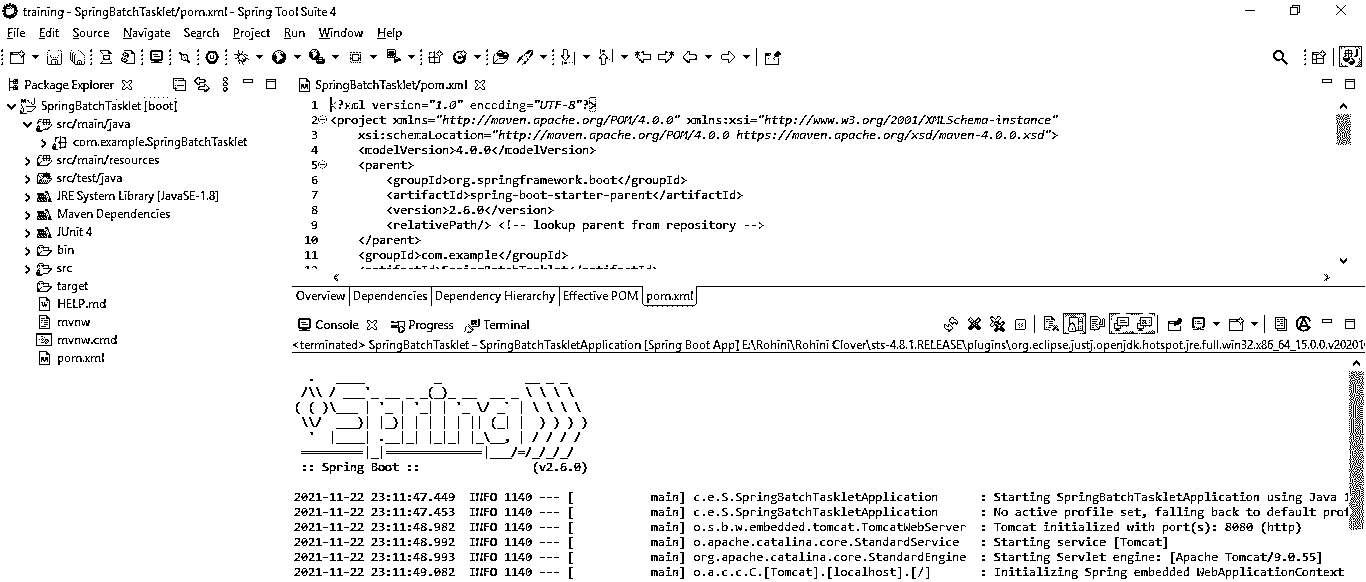 training - SpringBatchTasklet/pom.xml - Spring Tool Suite 4
File Edit Source Navigate Search Project Run Window Help
Package Explorer
SpringBatchTasklet [boot]
src/main/java
com.example.SpringBatchTasklet
src/main/resources
src/test/java
JRE System Library [JavaSE-1.8]
Maven Dependencies
JUnit 4
bin
src
target
HELP.md
mvnw
mvnw.cmd
pom.xml
SpringBatchTasklet/pom.xml
1 <?xml version="1.0" encoding="UTF-8"?>
2 <project xmlns="http://maven.apache.org/POM/4.0.0" xmlns:xsi="http://www.w3.org/2001/XMLSchema-instance"
3 xsi:schemaLocation="http://maven.apache.org/POM/4.0.0 https://maven.apache.org/xsd/maven-4.0.0.xsd">
4 <modelVersion>4.0.0</modelVersion>
5 <parent>
6 <groupId>org.springframework.boot</groupId>
7 <artifactId>spring-boot-starter-parent</artifactId>
8 <version>2.6.0</version>
9 <relativePath/> <!-- lookup parent from repository -->
10 </parent>
11 <groupId>com.example</groupId>
12 <artifactId>SpringBatchTasklet</artifactId>
Overview Dependencies Dependency Hierarchy Effective POM pom.xml
Console Progress Terminal
<terminated> SpringBatchTasklet - SpringBatchTaskletApplication [Spring Boot App] E:\Rohini\Rohini Clover\sts-4.8.1.RELEASE\plugins\org.eclipse.justj.openjdk.hotspot.jre.full.win32.x86_64_15.0.0.v20201
Spring
:: Spring Boot :: (v2.6.0)
2021-11-22 23:11:47.449 INFO 1140 --- [ main] c.e.S.SpringBatchTaskletApplication : Starting SpringBatchTaskletApplication using Java 1
2021-11-22 23:11:47.453 INFO 1140 --- [ main] c.e.S.SpringBatchTaskletApplication : No active profile set, falling back to default prof
2021-11-22 23:11:48.982 INFO 1140 --- [ main] o.s.b.w.embedded.tomcat.TomcatWebServer : Tomcat initialized with port(s): 8080 (http)
2021-11-22 23:11:48.992 INFO 1140 --- [ main] o.apache.catalina.core.StandardService : Starting service [Tomcat]
2021-11-22 23:11:48.993 INFO 1140 --- [ main] org.apache.catalina.core.StandardEngine : Starting Servlet engine: [Apache Tomcat/9.0.55]
2021-11-22 23:11:49.082 INFO 1140 --- [ main] o.a.c.c.C.[Tomcat].[localhost].[/] : Initializing Spring embedded WebApplicationContext